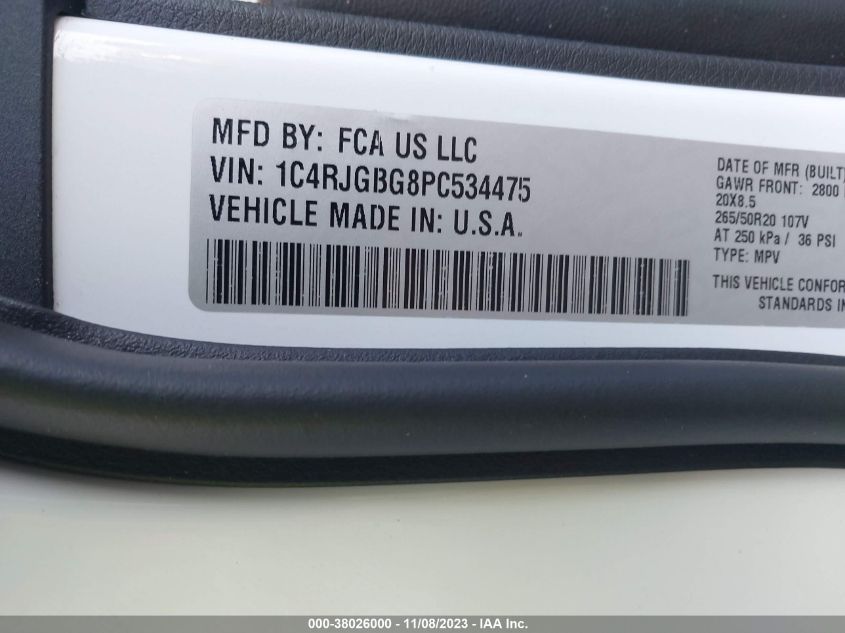 MFD BY: FCA US LLC
VIN: 1C4RJGBG8PC534475
VEHICLE MADE IN: U.S.A.
DATE OF MFR (BUILT)
GAWR FRONT: 2800
20X8.5
265/50R20 107V
AT 250 kPa / 36 PSI
TYPE: MPV
THIS VEHICLE CONFOR
STANDARDS IN
000-38026000 - 11/08/2023 - IAA Inc.